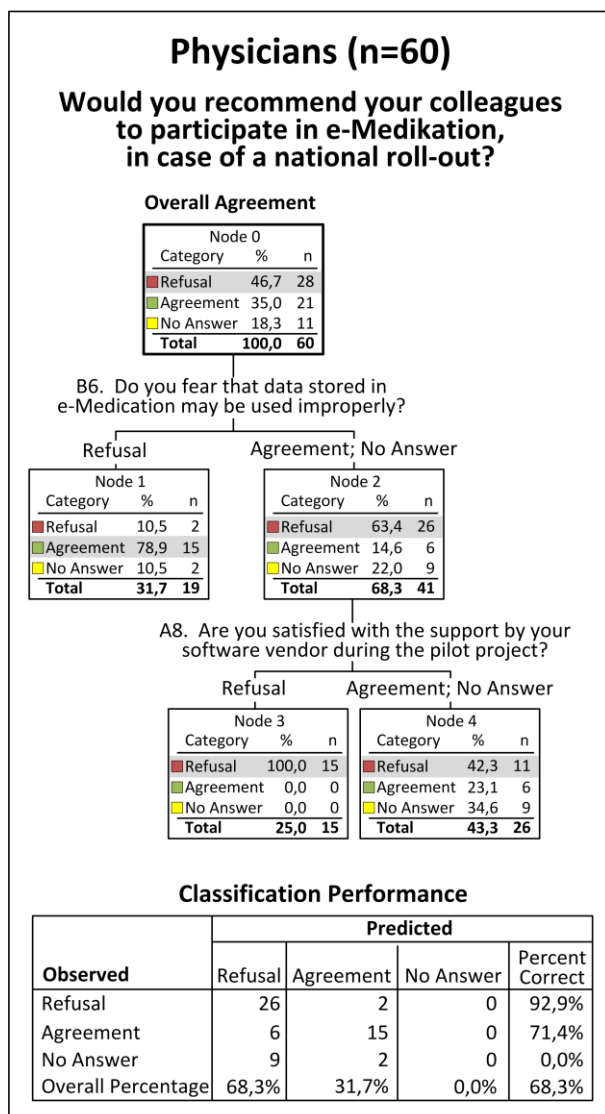 Physicians (n=60)
Would you recommend your colleagues
to participate in e-Medikation,
in case of a national roll-out?
Overall Agreement
Node 0
Category % n
Refusal 46,7 28
Agreement 35,0 21
No Answer 18,3 11
Total 100,0 60
B6. Do you fear that data stored in
e-Medication may be used improperly?
Refusal
Node 1
Category % n
Refusal 10,5 2
Agreement 78,9 15
No Answer 10,5 2
Total 31,7 19
Agreement; No Answer
Node 2
Category % n
Refusal 63,4 26
Agreement 14,6 6
No Answer 22,0 9
Total 68,3 41
A8. Are you satisfied with the support by your
software vendor during the pilot project?
Refusal
Node 3
Category % n
Refusal 100,0 15
Agreement 0,0 0
No Answer 0,0 0
Total 25,0 15
Agreement; No Answer
Node 4
Category % n
Refusal 42,3 11
Agreement 23,1 6
No Answer 34,6 9
Total 43,3 26
Classification Performance
Predicted
Observed Refusal Agreement No Answer Percent Correct
Refusal 26 2 0 92,9%
Agreement 6 15 0 71,4%
No Answer 9 2 0 0,0%
Overall Percentage 68,3% 31,7% 0,0% 68,3%